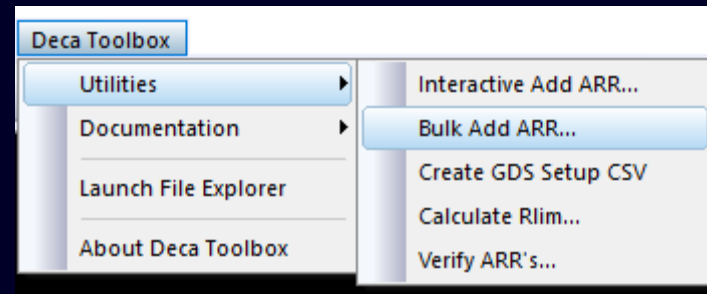 Deca Toolbox
Utilities
Documentation
Launch File Explorer
About Deca Toolbox
Interactive Add ARR...
Bulk Add ARR...
Create GDS Setup CSV
Calculate Rlim...
Verify ARR's...